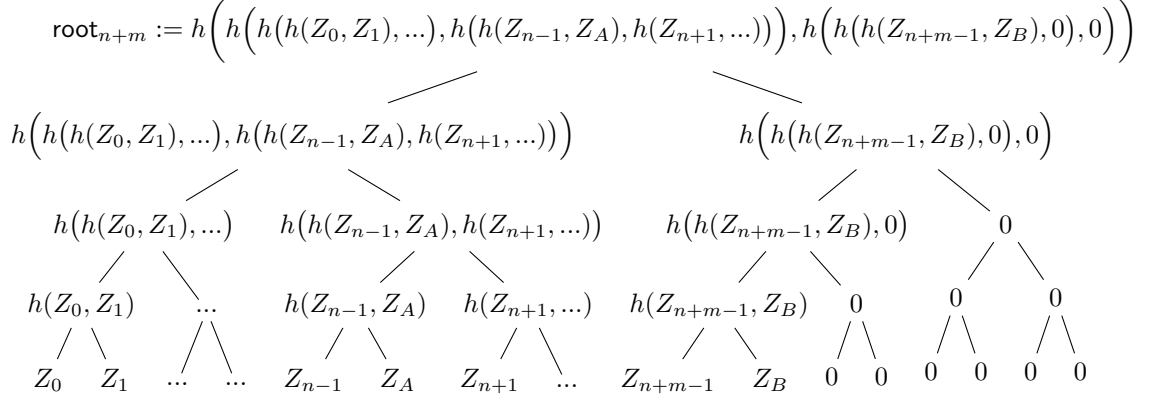 root_{n+m} := h(h(h(h(Z_0, Z_1), ...), h(h(Z_{n-1}, Z_A), h(Z_{n+1}, ...))), h(h(h(Z_{n+m-1}, Z_B), 0), 0))
h(h(h(Z_0, Z_1), ...), h(h(Z_{n-1}, Z_A), h(Z_{n+1}, ...))) h(h(h(Z_{n+m-1}, Z_B), 0), 0)
h(h(Z_0, Z_1), ...) h(h(Z_{n-1}, Z_A), h(Z_{n+1}, ...)) h(h(Z_{n+m-1}, Z_B), 0) 0
h(Z_0, Z_1) ... h(Z_{n-1}, Z_A) h(Z_{n+1}, ...) h(Z_{n+m-1}, Z_B) 0 0 0
Z_0 Z_1 ... ... Z_{n-1} Z_A Z_{n+1} ... Z_{n+m-1} Z_B 0 0 0 0 0 0